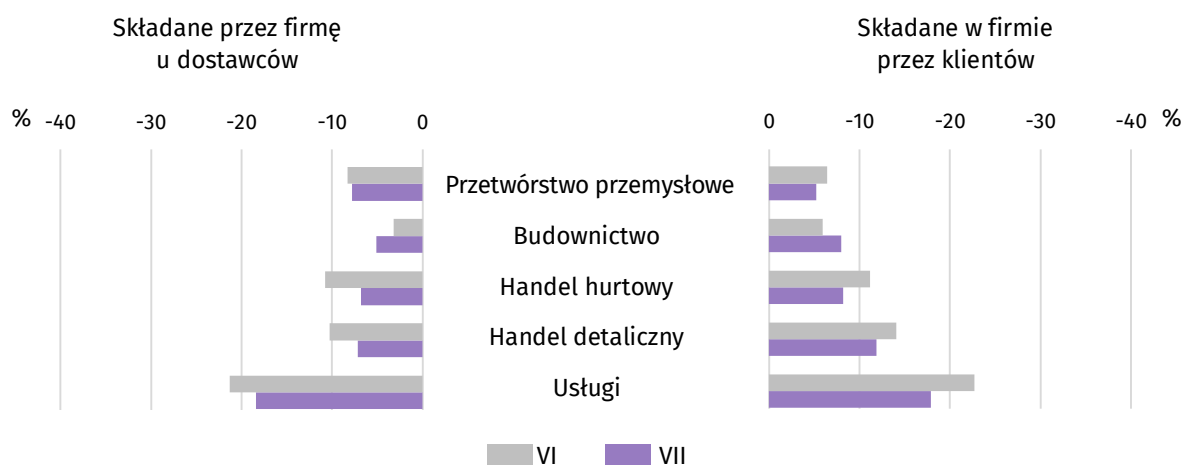 Składane przez firmę
u dostawców
Składane w firmie
przez klientów
% -40 -30 -20 -10 0
0 -10 -20 -30 -40 %
Przetwórstwo przemysłowe
Budownictwo
Handel hurtowy
Handel detaliczny
Usługi
VI VII